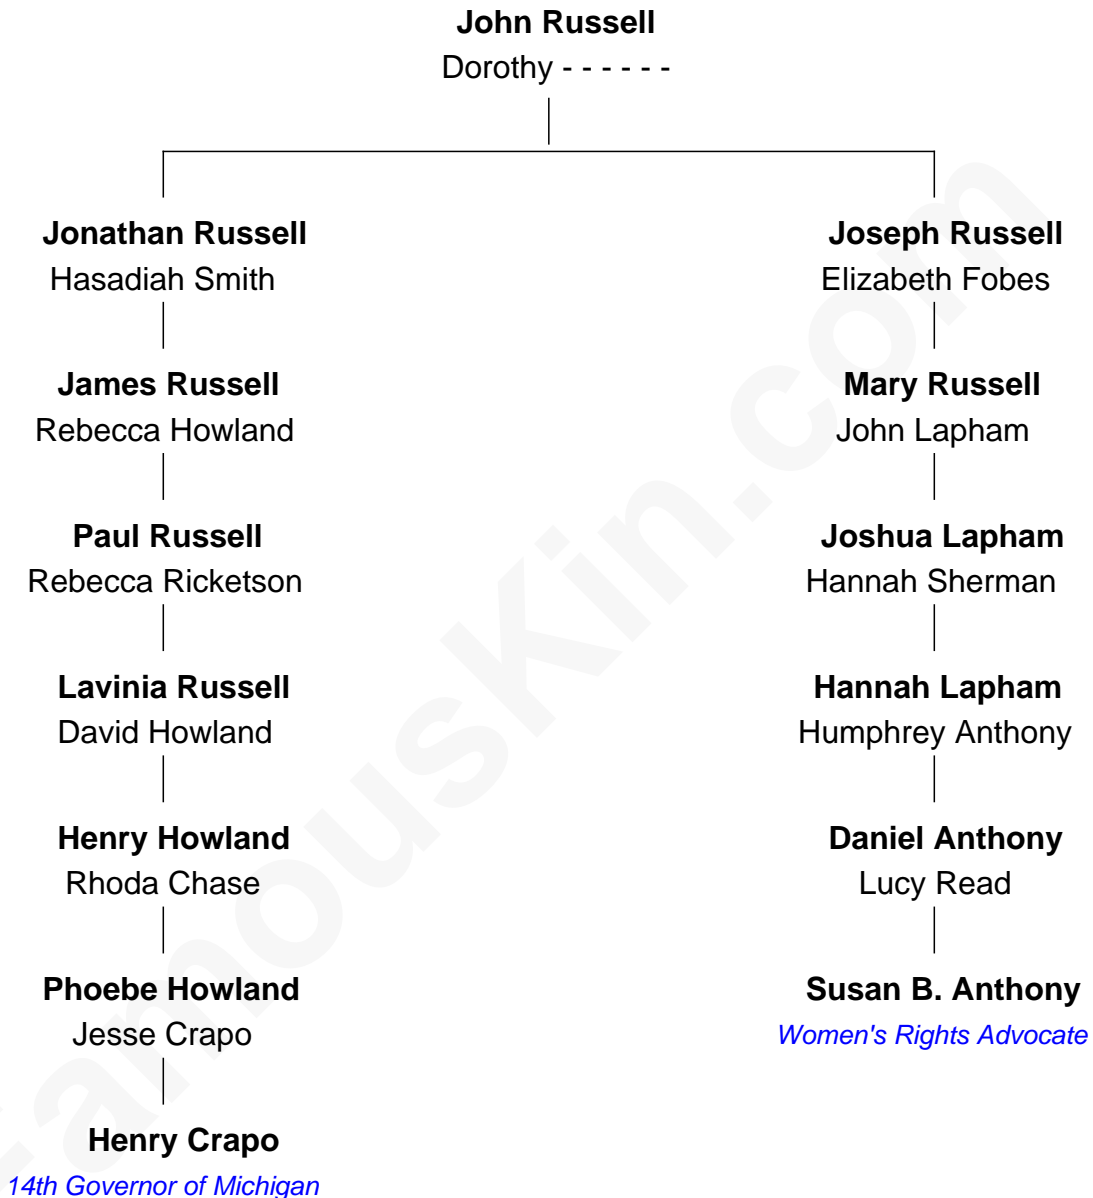 John Russell
Dorothy - - - - - -
Jonathan Russell
Hasadiah Smith
Joseph Russell
Elizabeth Fobes
James Russell
Rebecca Howland
Mary Russell
John Lapham
Paul Russell
Rebecca Ricketson
Joshua Lapham
Hannah Sherman
Lavinia Russell
David Howland
Hannah Lapham
Humphrey Anthony
Henry Howland
Rhoda Chase
Daniel Anthony
Lucy Read
Phoebe Howland
Jesse Crapo
Susan B. Anthony
Women's Rights Advocate
Henry Crapo
14th Governor of Michigan
FamousKin.com